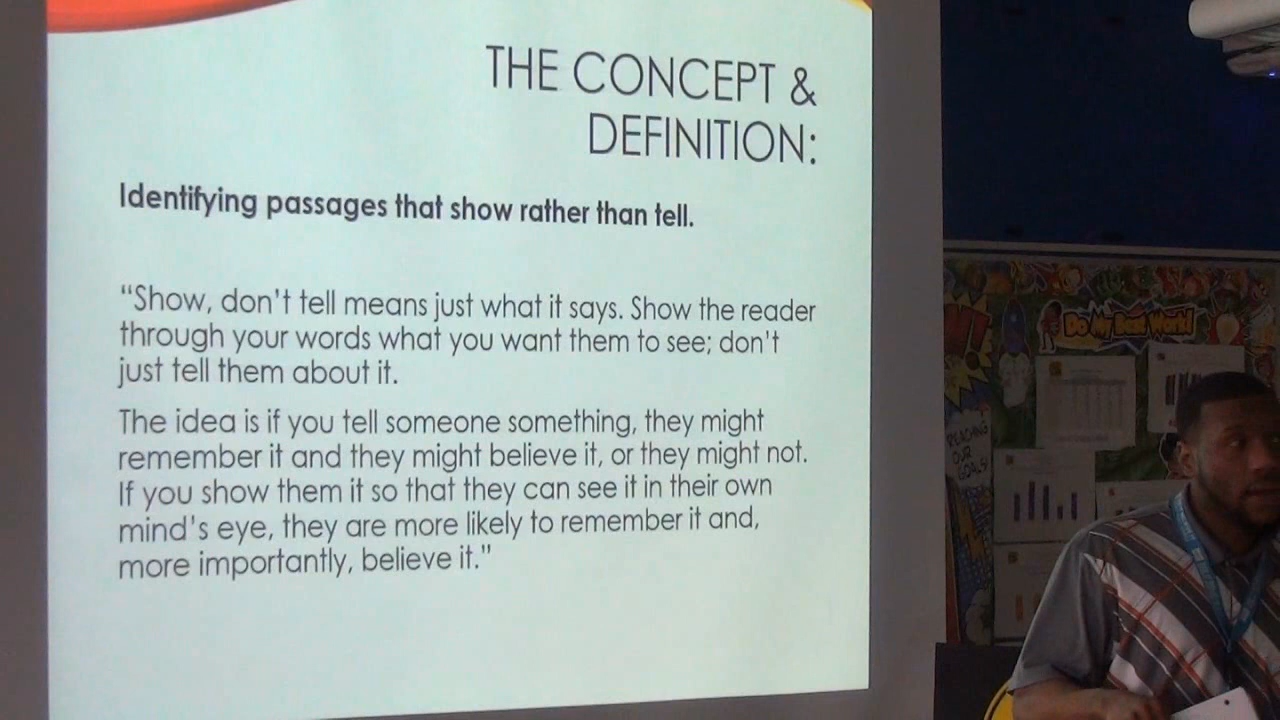 THE CONCEPT &
DEFINITION:
Identifying passages that show rather than tell.
“Show, don't tell means just what it says. Show the reader
through your words what you want them to see; don't
just tell them about it.
The idea is if you tell someone something, they might
remember it and they might believe it, or they might not.
If you show them it so that they can see it in their own
mind's eye, they are more likely to remember it and,
more importantly, believe it."
Do My Best Work!
REACHING
OUR
GOALS!